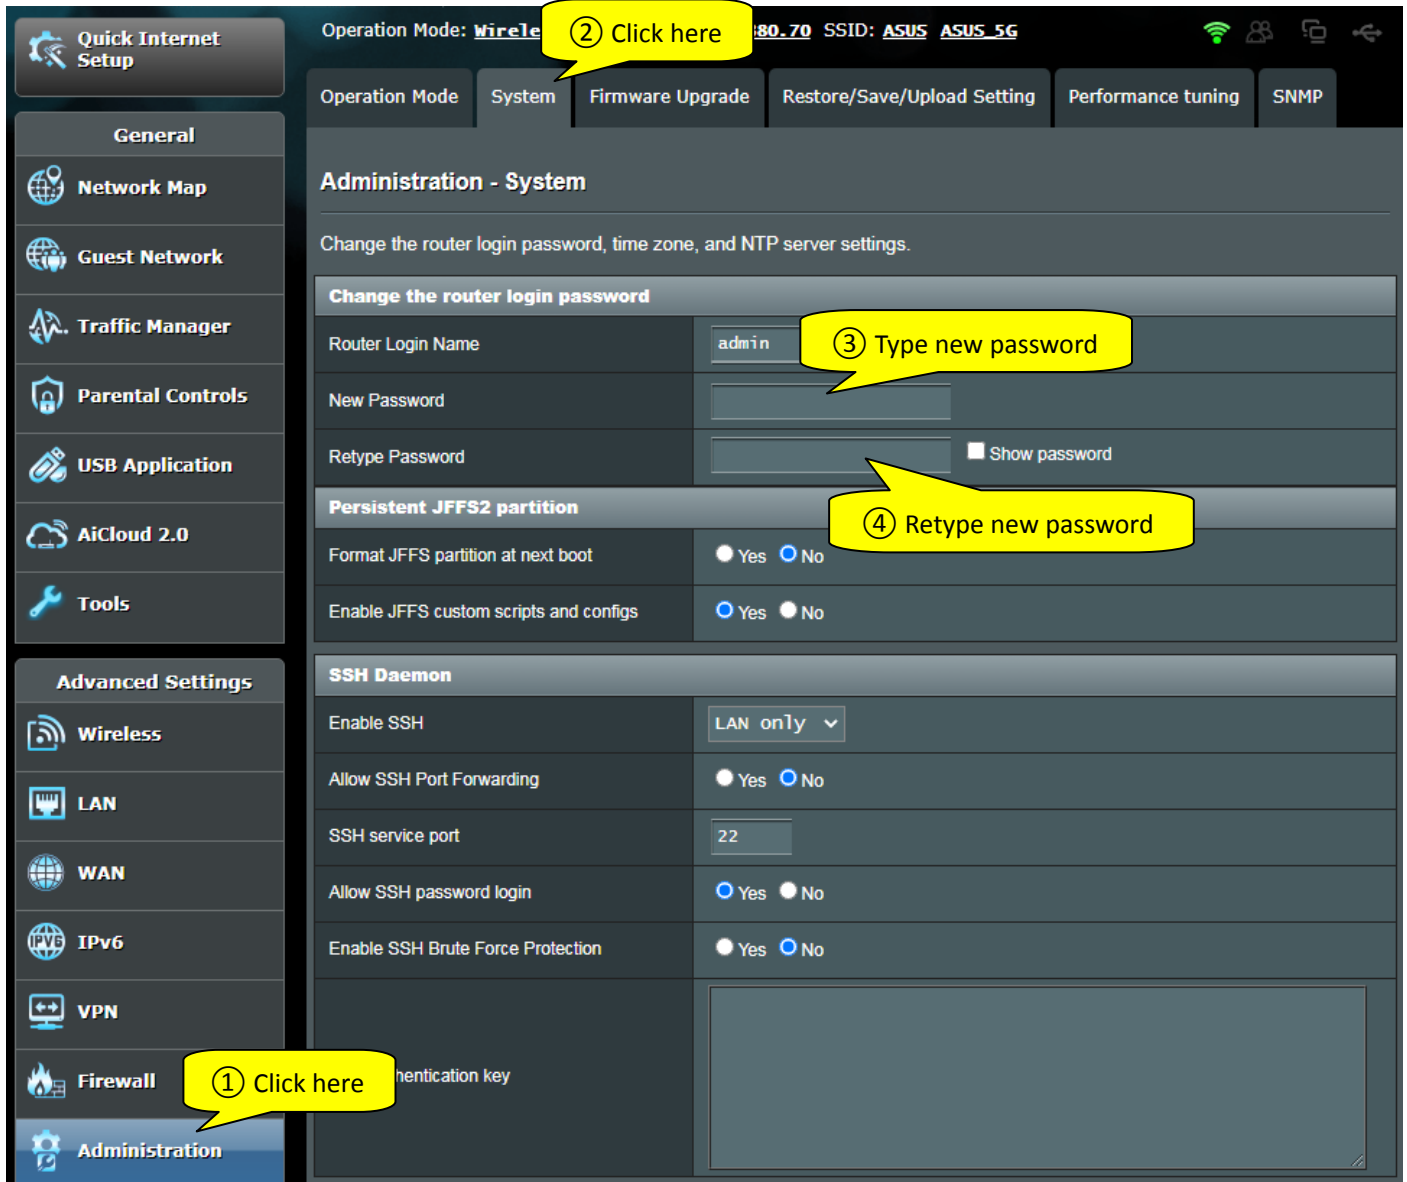 Quick Internet
Setup
General
Network Map
Guest Network
Traffic Manager
Parental Controls
USB Application
AiCloud 2.0
Tools
Advanced Settings
Wireless
LAN
WAN
IPv6
VPN
Firewall
Administration
① Click here
Operation Mode: Wirele
② Click here
80.70 SSID: ASUS ASUS_5G
Operation Mode System Firmware Upgrade Restore/Save/Upload Setting Performance tuning SNMP
Administration - System
Change the router login password, time zone, and NTP server settings.
Change the router login password
Router Login Name admin
③ Type new password
New Password
Retype Password Show password
④ Retype new password
Persistent JFFS2 partition
Format JFFS partition at next boot Yes No
Enable JFFS custom scripts and configs Yes No
SSH Daemon
Enable SSH LAN only
Allow SSH Port Forwarding Yes No
SSH service port 22
Allow SSH password login Yes No
Enable SSH Brute Force Protection Yes No
hentication key